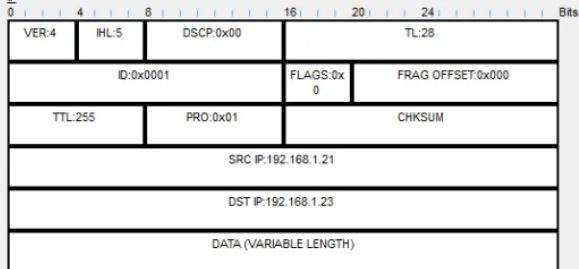 0 4 8 16 20 24 Bits
VER:4 IHL:5 DSCP:0x00 TL:28
ID:0x0001 FLAGS:0x
0 FRAG OFFSET:0x000
TTL:255 PRO:0x01 CHKSUM
SRC IP:192.168.1.21
DST IP:192.168.1.23
DATA (VARIABLE LENGTH)